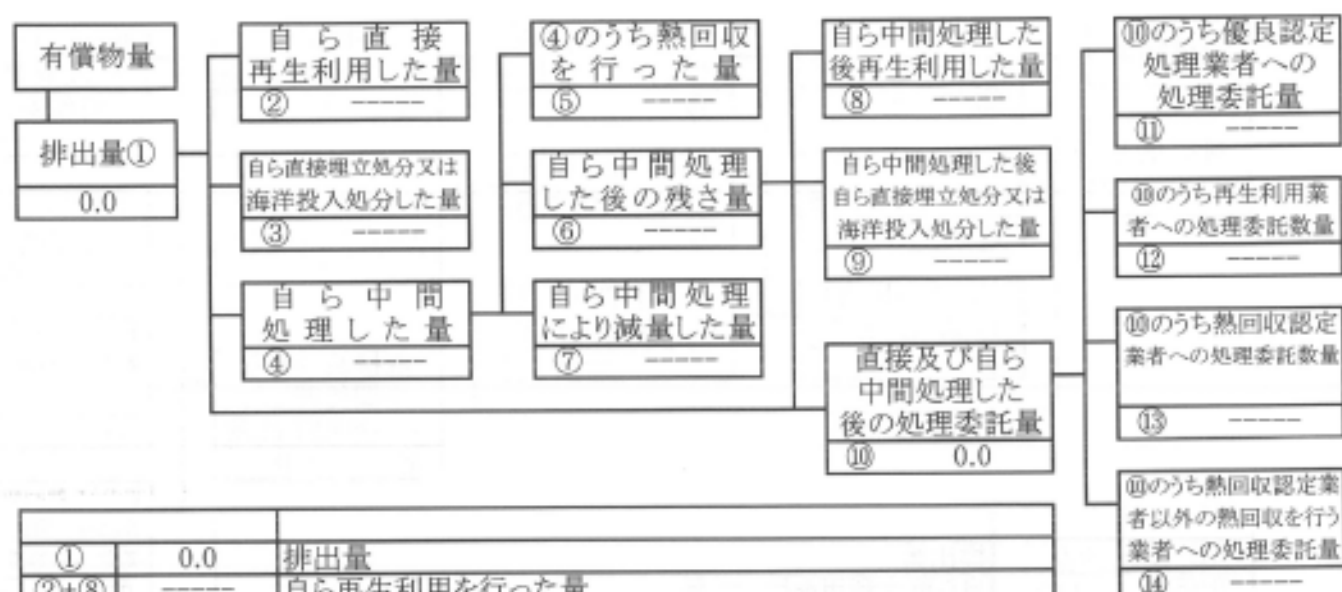 有償物量
排出量①
0.0
自ら直接
再生利用した量
② -----
自ら直接埋立処分又は
海洋投入処分した量
③ -----
自ら中間
処理した量
④ -----
④のうち熱回収
を行った量
⑤ -----
自ら中間処理
した後の残さ量
⑥ -----
自ら中間処理
により減量した量
⑦ -----
自ら中間処理した
後再生利用した量
⑧ -----
自ら中間処理した後
自ら直接埋立処分又は
海洋投入処分した量
⑨ -----
直接及び自ら
中間処理した
後の処理委託量
⑩ 0.0
⑩のうち優良認定
処理業者への
処理委託量
⑪ -----
⑩のうち再生利用業
者への処理委託数量
⑫ -----
⑩のうち熱回収認定
業者への処理委託数量
⑬ -----
⑩のうち熱回収認定業
者以外の熱回収を行う
業者への処理委託量
⑭ -----
① 0.0 排出量
②+⑧ ----- 自ら再生利用を行った量